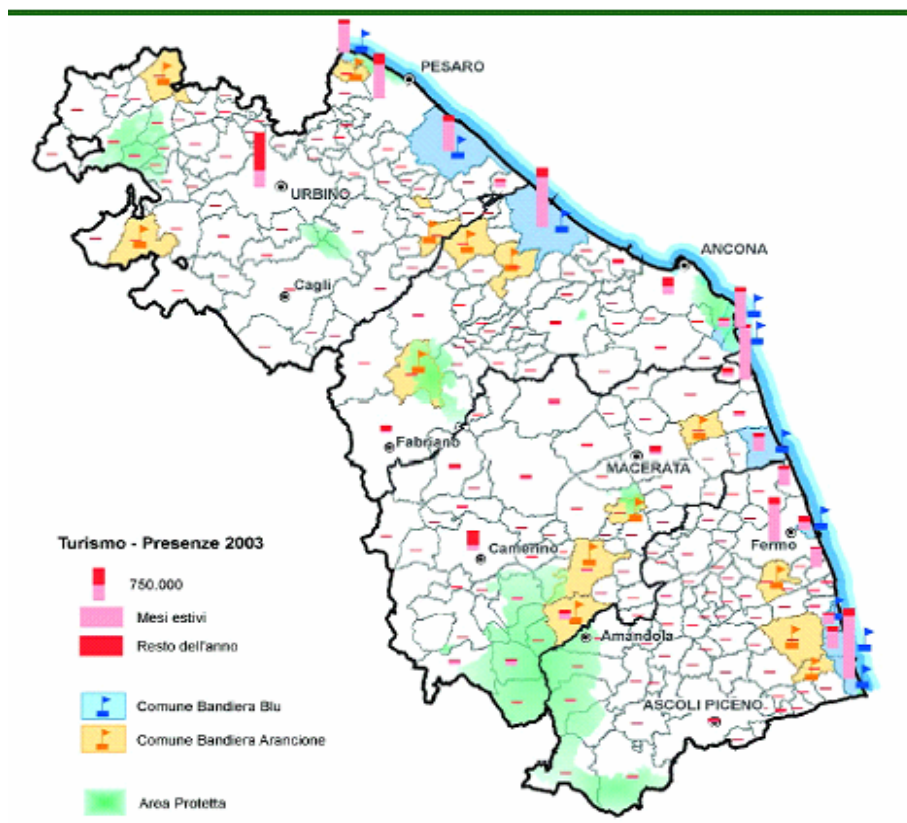 PESARO
URBINO
ANCONA
Cagli
Fabriano
MACERATA
Turismo - Presenze 2003
Camerino
Fermo
750.000
Mesi estivi
Resto dell'anno
Amandola
Comune Bandiera Blu
ASCOLI PICENO
Comune Bandiera Arancione
Area Protetta